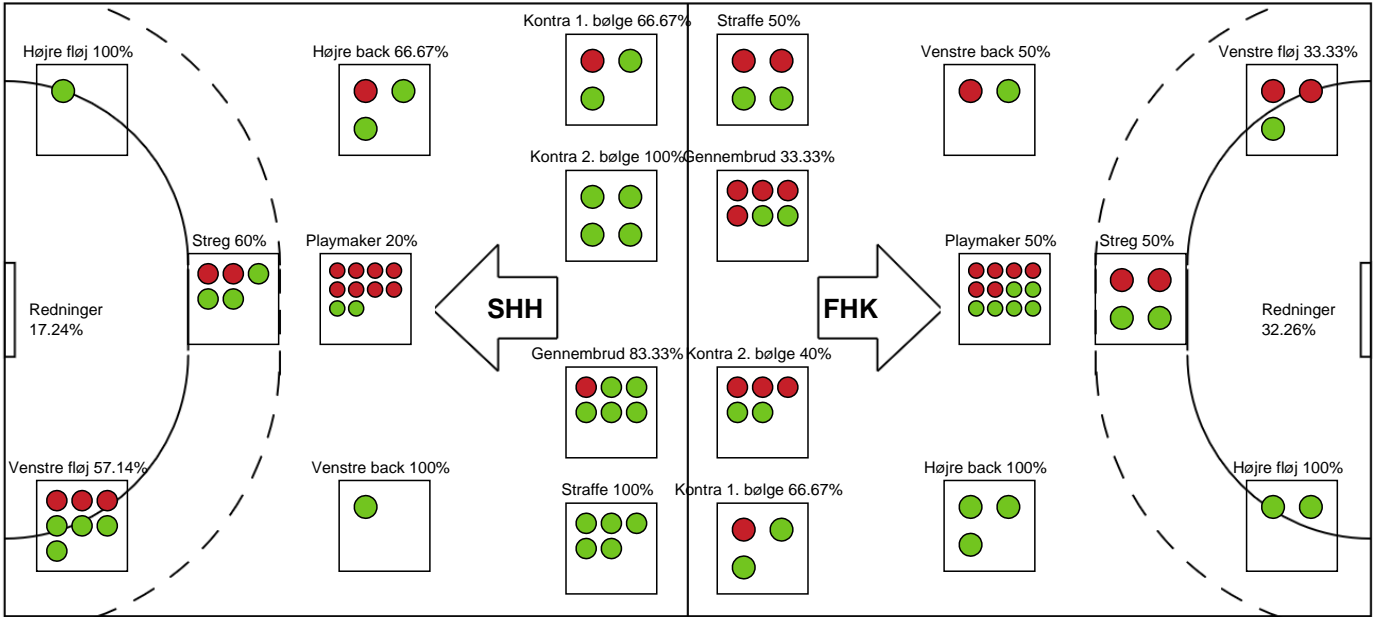 Kontra 1. bølge 66.67%
Straffe 50%
Højre fløj 100%
Højre back 66.67%
Venstre back 50%
Venstre fløj 33.33%
Kontra 2. bølge 100%
Gennembrud 33.33%
Streg 60%
Playmaker 20%
Playmaker 50%
Streg 50%
Redninger
17.24%
SHH
FHK
Redninger
32.26%
Gennembrud 83.33%
Kontra 2. bølge 40%
Venstre fløj 57.14%
Venstre back 100%
Højre back 100%
Højre fløj 100%
Straffe 100%
Kontra 1. bølge 66.67%